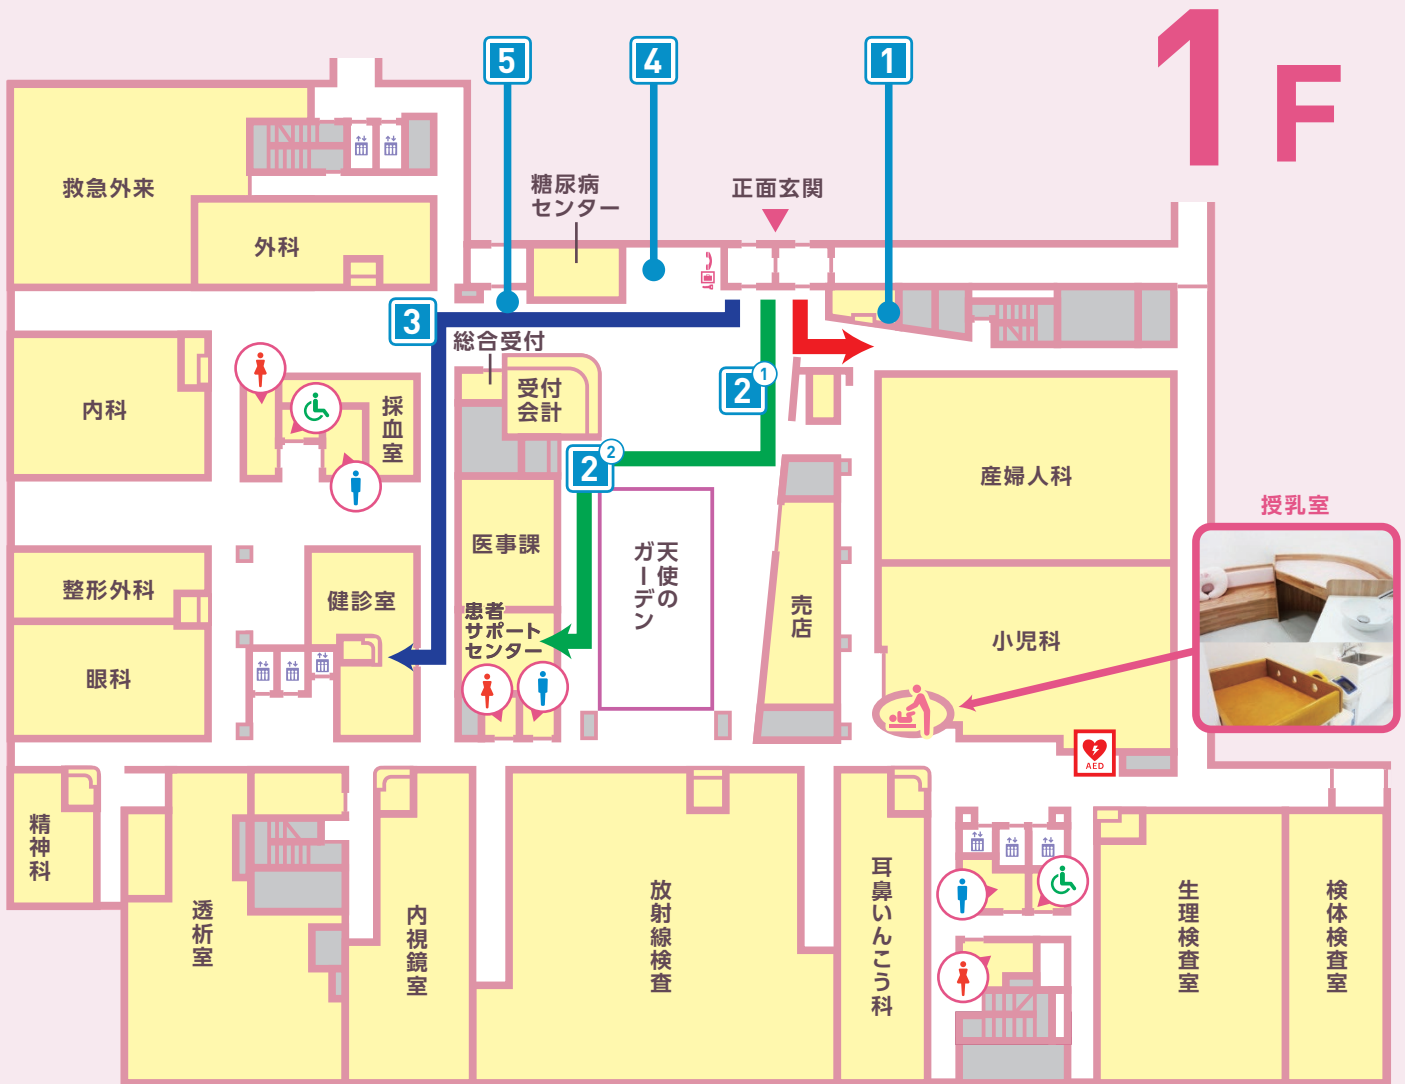 1F
5
4
1
糖尿病
センター
正面玄関
救急外来
外科
3
総合受付
受付
会計
2
1
2
2
内科
採血室
産婦人科
授乳室
医事課
天使の
ガーデン
整形外科
健診室
患者
サポート
センター
売店
小児科
眼科
AED
精神科
透析室
内視鏡室
放射線検査
耳鼻いんこう科
生理検査室
検体検査室